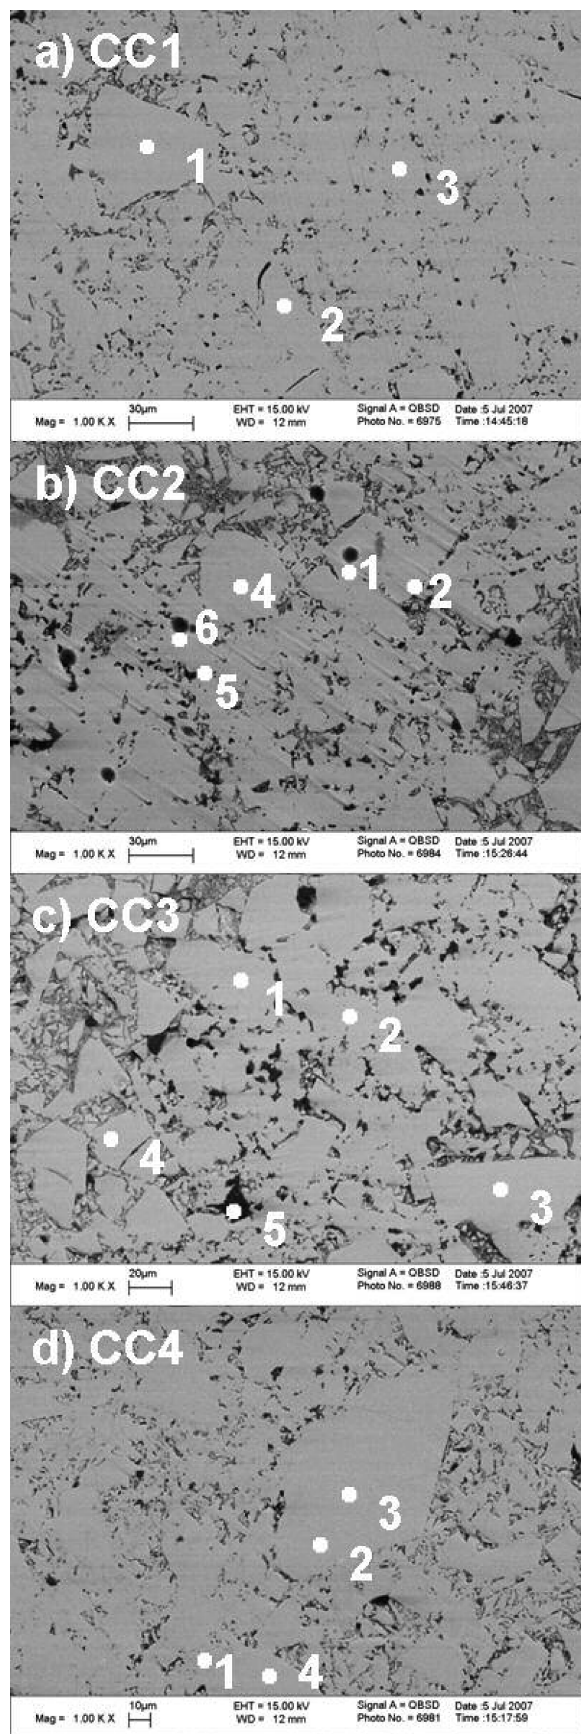 a) CC1
1
3
2
30µm
Mag = 1.00 K X
EHT = 15.00 kV
WD = 12 mm
Signal A = QBSD
Photo No. = 6975
Date :5 Jul 2007
Time :14:45:18
b) CC2
1
4
2
6
5
30µm
Mag = 1.00 K X
EHT = 15.00 kV
WD = 12 mm
Signal A = QBSD
Photo No. = 6984
Date :5 Jul 2007
Time :15:26:44
c) CC3
1
2
4
3
5
20µm
Mag = 1.00 K X
EHT = 15.00 kV
WD = 12 mm
Signal A = QBSD
Photo No. = 6988
Date :5 Jul 2007
Time :15:46:37
d) CC4
3
2
1
4
10µm
Mag = 1.00 K X
EHT = 15.00 kV
WD = 12 mm
Signal A = QBSD
Photo No. = 6981
Date :5 Jul 2007
Time :15:17:59